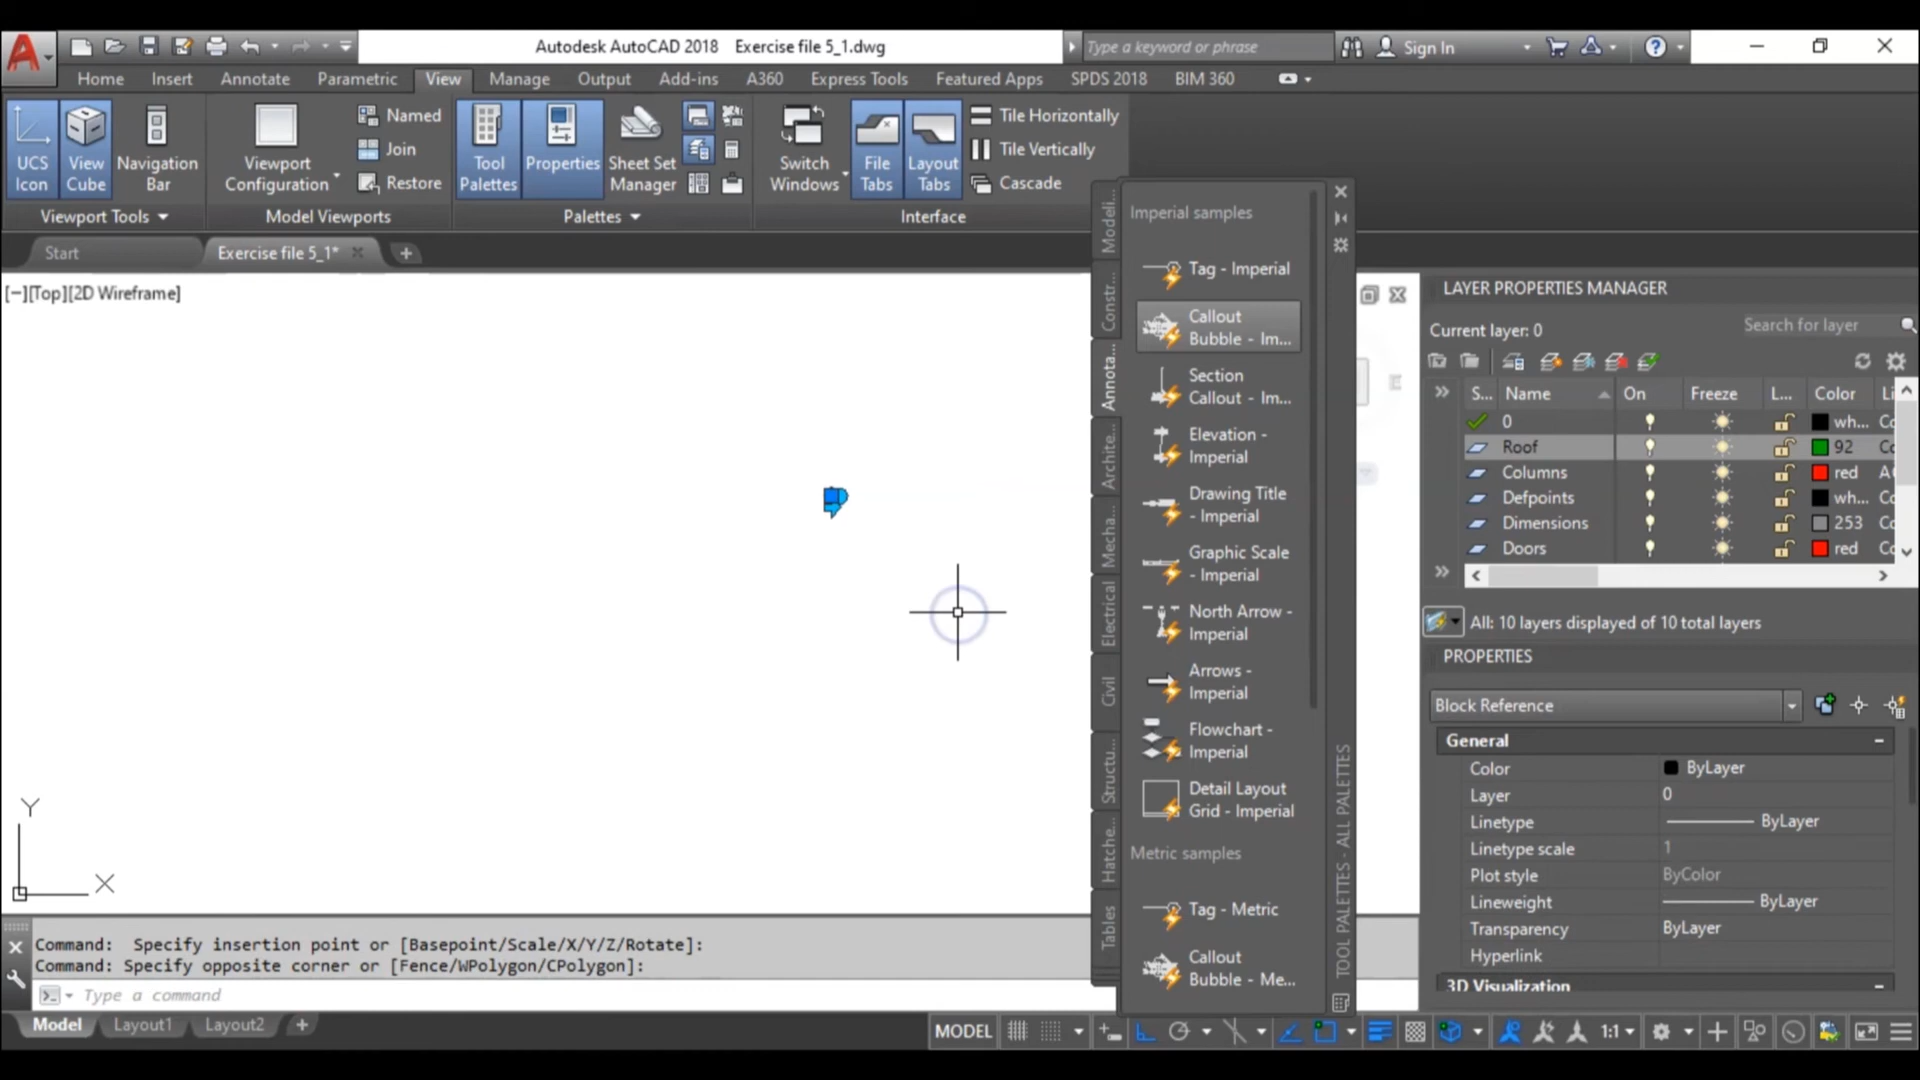 Autodesk AutoCAD 2018 Exercise file 5_1.dwg
Type a keyword or phrase
Sign In
Home Insert Annotate Parametric View Manage Output Add-ins A360 Express Tools Featured Apps SPDS 2018 BIM 360
UCS Icon
View Cube
Navigation Bar
Viewport Configuration
Named
Join
Restore
Tool Palettes
Properties
Sheet Set Manager
Switch Windows
File Tabs
Layout Tabs
Tile Horizontally
Tile Vertically
Cascade
Viewport Tools
Model Viewports
Palettes
Interface
Start
Exercise file 5_1*
[−][Top][2D Wireframe]
Modeli...
Constr...
Annota...
Archite...
Mecha...
Electrical
Civil
Structu...
Hatche...
Tables
Imperial samples
Tag - Imperial
Callout
Bubble - Im...
Section
Callout - Im...
Elevation -
Imperial
Drawing Title
- Imperial
Graphic Scale
- Imperial
North Arrow -
Imperial
Arrows -
Imperial
Flowchart -
Imperial
Detail Layout
Grid - Imperial
Metric samples
Tag - Metric
Callout
Bubble - Me...
TOOL PALETTES - ALL PALETTES
E
LAYER PROPERTIES MANAGER
Current layer: 0
Search for layer
S... Name On Freeze L... Color Li
0 wh... Co
Roof 92 Co
Columns red A
Defpoints wh... Co
Dimensions 253 Co
Doors red Co
All: 10 layers displayed of 10 total layers
PROPERTIES
Block Reference
General
Color ByLayer
Layer 0
Linetype ByLayer
Linetype scale 1
Plot style ByColor
Lineweight ByLayer
Transparency ByLayer
Hyperlink
3D Visualization
Y
X
Command: Specify insertion point or [Basepoint/Scale/X/Y/Z/Rotate]:
Command: Specify opposite corner or [Fence/WPolygon/CPolygon]:
Type a command
Model Layout1 Layout2
MODEL
1:1